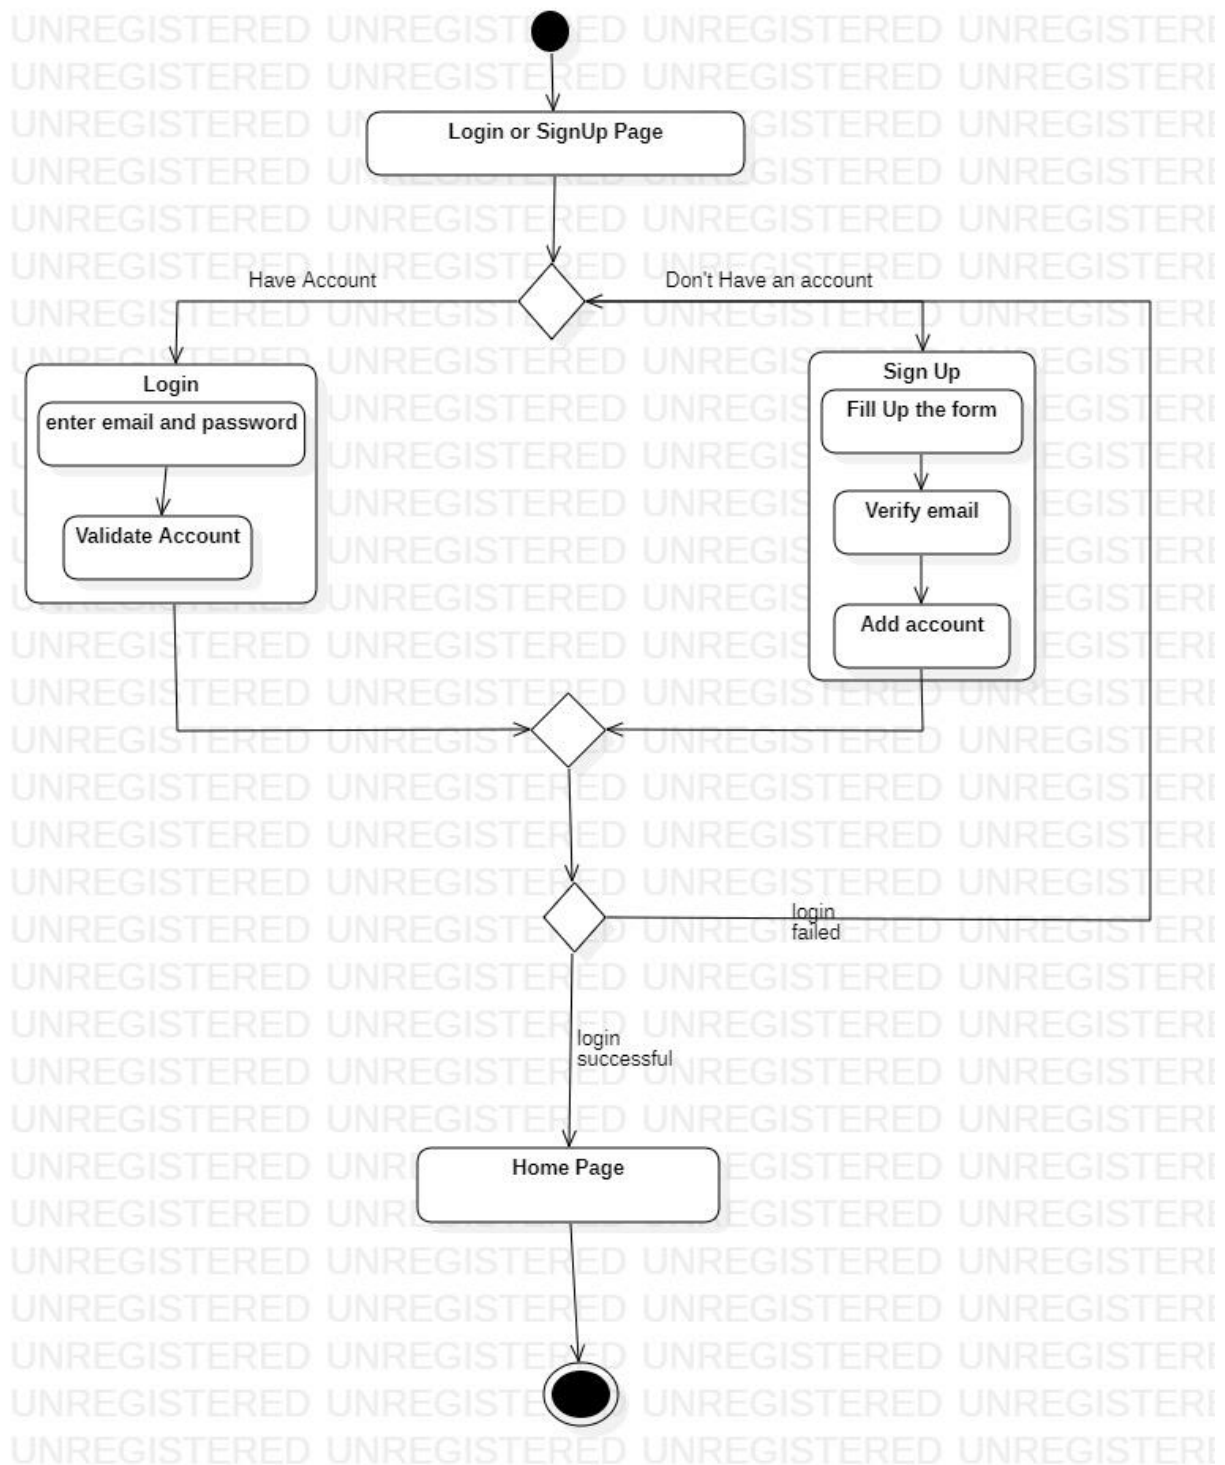 Login or SignUp Page
Have Account
Don't Have an account
Login
enter email and password
Validate Account
Sign Up
Fill Up the form
Verify email
Add account
login
failed
login
successful
Home Page
UNREGISTERED